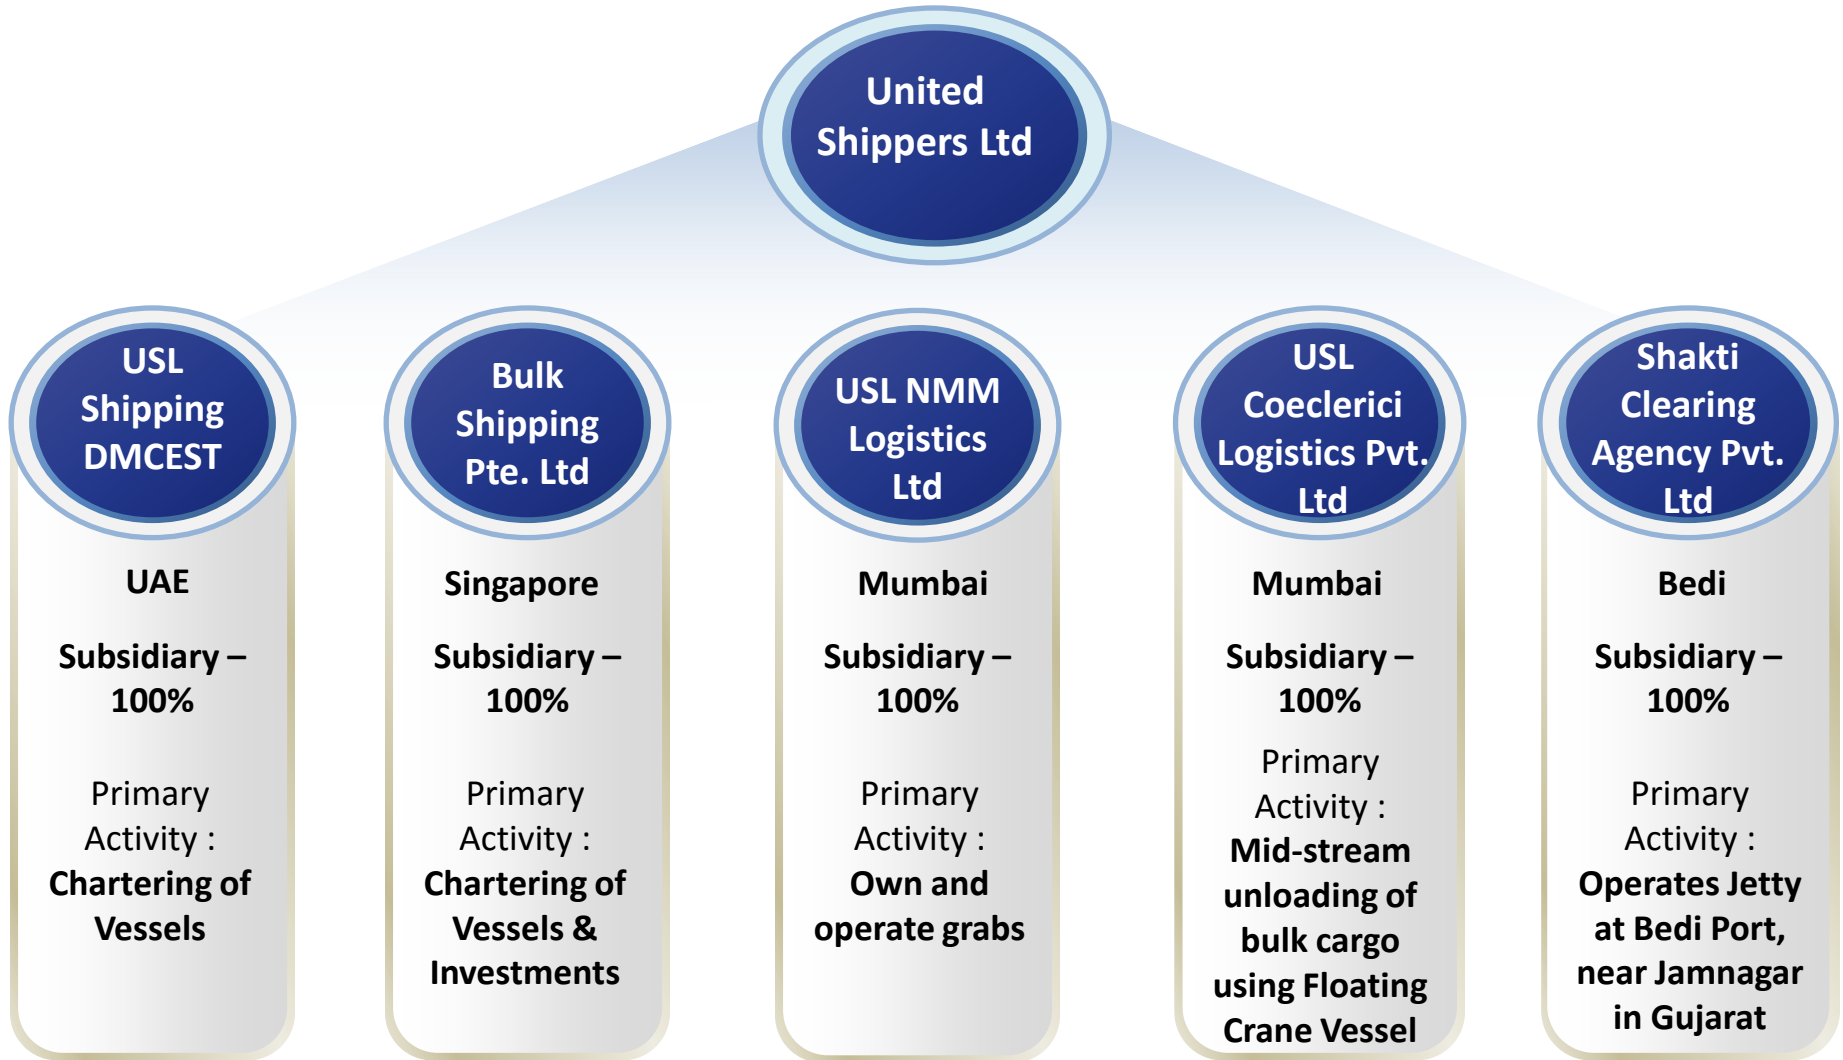 United
Shippers Ltd
USL
Shipping
DMCEST
UAE
Subsidiary –
100%
Primary
Activity :
Chartering of
Vessels
Bulk
Shipping
Pte. Ltd
Singapore
Subsidiary –
100%
Primary
Activity :
Chartering of
Vessels &
Investments
USL NMM
Logistics
Ltd
Mumbai
Subsidiary –
100%
Primary
Activity :
Own and
operate grabs
USL
Coeclerici
Logistics Pvt.
Ltd
Mumbai
Subsidiary –
100%
Primary
Activity :
Mid-stream
unloading of
bulk cargo
using Floating
Crane Vessel
Shakti
Clearing
Agency Pvt.
Ltd
Bedi
Subsidiary –
100%
Primary
Activity :
Operates Jetty
at Bedi Port,
near Jamnagar
in Gujarat